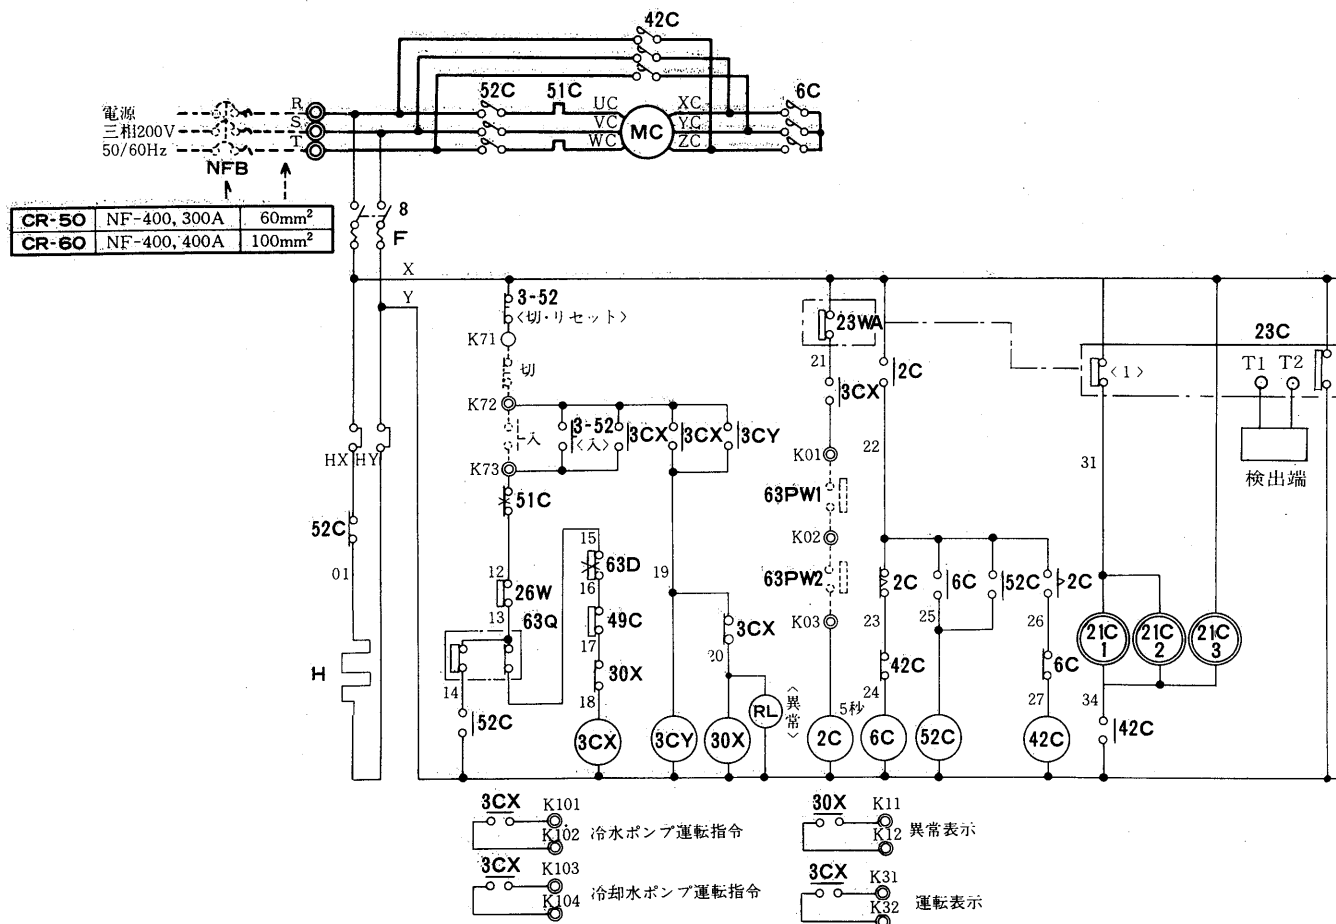 42C
52C
51C
6C
電源
三相200V
50/60Hz
R
S
T
UC
VC
WC
MC
XC
YC
ZC
NFB
CR-50 NF-400, 300A 60mm²
CR-60 NF-400, 400A 100mm²
8
F
X
Y
3-52
〈切・リセット〉
K71
切
K72
入
K73
3-52
〈入〉
3CX
3CX
3CY
51C
HX
HY
52C
01
H
12
26W
13
63Q
14
52C
15
63D
16
49C
17
30X
18
3CX
19
3CY
3CX
20
30X
RL
〈異常〉
23WA
21
3CX
K01
63PW1
K02
63PW2
K03
5秒
2C
2C
22
2C
23
42C
24
6C
6C
25
52C
52C
2C
26
6C
27
42C
23C
〈1〉
T1
T2
検出端
31
21C
1
21C
2
21C
3
34
42C
3CX
K101
K102
冷水ポンプ運転指令
3CX
K103
K104
冷却水ポンプ運転指令
30X
K11
K12
異常表示
3CX
K31
K32
運転表示